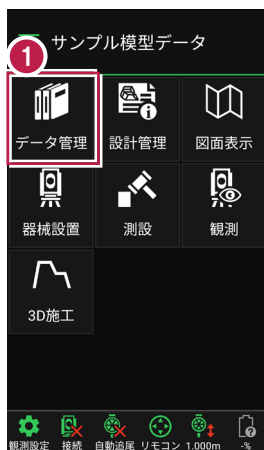 サンプル模型データ
1
データ管理 設計管理 図面表示
器械設置 測設 観測
3D施工
観測設定 接続 自動追尾 リモコン 1.000m -%